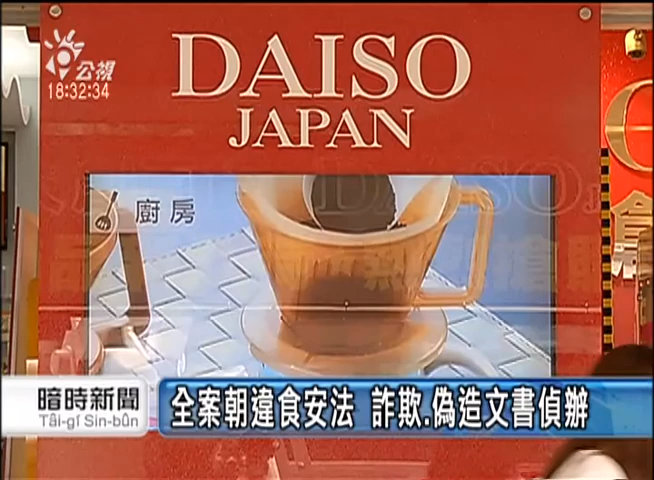 公視
18:32:34
DAISO
JAPAN
DAISO
廚房
暗時新聞
Tâi-gí Sin-bûn
全案朝違食安法 詐欺.偽造文書偵辦